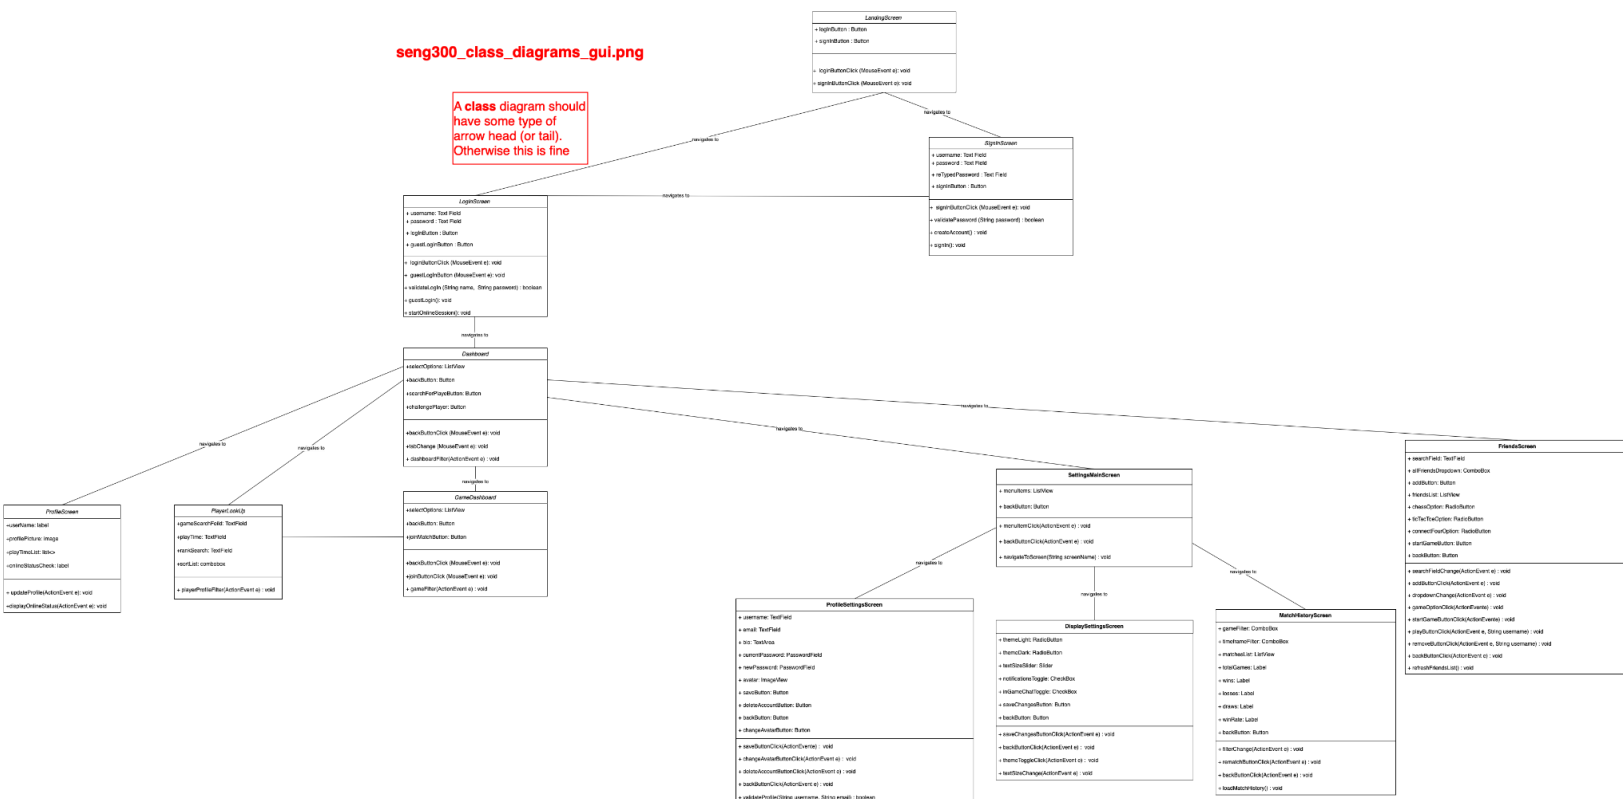 LandingScreen
+ loginButton : Button
+ signInButton : Button
+ loginButtonClick (MouseEvent e): void
+ signInButtonClick (MouseEvent e): void
seng300_class_diagrams_gui.png
A class diagram should
have some type of
arrow head (or tail).
Otherwise this is fine
navigates to
navigates to
SignInScreen
+ username: Text Field
+ password : Text Field
+ reTypedPassword : Text Field
+ signInButton : Button
+ signInButtonClick (MouseEvent e): void
+ validatePassword (String password) : boolean
+ createAccount() : void
+ signIn(): void
navigates to
LoginScreen
+ username: Text Field
+ password : Text Field
+ loginButton : Button
+ guestLoginButton : Button
+ loginButtonClick (MouseEvent e): void
+ guestLoginButton (MouseEvent e): void
+ validateLogin (String name, String password) : boolean
+ guestLogin(): void
+ startOnlineSession(): void
navigates to
Dashboard
+selectOptions: ListView
+backButton: Button
+searchForPlayeButton: Button
+challengePlayer: Button
+backButtonClick (MouseEvent e): void
+tabChange (MouseEvent e): void
+ dashboardFilter(ActionEvent e) : void
navigates to
navigates to
navigates to
navigates to
navigates to
ProfileScreen
+userName: label
+profilePicture: Image
+playTimeList: list<>
+onlineStatusCheck: label
+ updateProfile(ActionEvent e): void
+displayOnlineStatus(ActionEvent e): void
PlayerLookUp
+gameSearchFeild: TextField
+playTime: TextField
+rankSearch: TextField
+sortList: combobox
+ playerProfileFilter(ActionEvent e) : void
GameDashboard
+selectOptions: ListView
+backButton: Button
+joinMatchButton: Button
+backButtonClick (MouseEvent e): void
+joinButtonClick (MouseEvent e): void
+ gameFilter(ActionEvent e) : void
SettingsMainScreen
+ menuItems: ListView
+ backButton: Button
+ menuItemClick(ActionEvent e) : void
+ backButtonClick(ActionEvent e) : void
+ navigateToScreen(String screenName) : void
FriendsScreen
+ searchField: TextField
+ allFriendsDropdown: ComboBox
+ addButton: Button
+ friendsList: ListView
+ chessOption: RadioButton
+ ticTacToeOption: RadioButton
+ connectFourOption: RadioButton
+ startGameButton: Button
+ backButton: Button
+ searchFieldChange(ActionEvent e) : void
+ addButtonClick(ActionEvent e) : void
+ dropdownChange(ActionEvent e) : void
+ gameOptionClick(ActionEvente) : void
+ startGameButtonClick(ActionEvente) : void
+ playButtonClick(ActionEvent e, String username) : void
+ removeButtonClick(ActionEvent e, String username) : void
+ backButtonClick(ActionEvent e) : void
+ refreshFriendsList() : void
navigates to
navigates to
navigates to
ProfileSettingsScreen
+ username: TextField
+ email: TextField
+ bio: TextArea
+ currentPassword: PasswordField
+ newPassword: PasswordField
+ avatar: ImageView
+ saveButton: Button
+ deleteAccountButton: Button
+ backButton: Button
+ changeAvatarButton: Button
+ saveButtonClick(ActionEvente) : void
+ changeAvatarButtonClick(ActionEvent e) : void
+ deleteAccountButtonClick(ActionEvent e) : void
+ backButtonClick(ActionEvent e) : void
+ validateProfile(String username, String email) : boolean
DisplaySettingsScreen
+ themeLight: RadioButton
+ themeDark: RadioButton
+ textSizeSlider: Slider
+ notificationsToggle: CheckBox
+ inGameChatToggle: CheckBox
+ saveChangesButton: Button
+ backButton: Button
+ saveChangesButtonClick(ActionEvent e) : void
+ backButtonClick(ActionEvent e) : void
+ themeToggleClick(ActionEvent e) : void
+ textSizeChange(ActionEvent e) : void
MatchHistoryScreen
+ gameFilter: ComboBox
+ timeframeFilter: ComboBox
+ matchesList: ListView
+ totalGames: Label
+ wins: Label
+ losses: Label
+ draws: Label
+ winRate: Label
+ backButton: Button
+ filterChange(ActionEvent e) : void
+ rematchButtonClick(ActionEvent e) : void
+ backButtonClick(ActionEvent e) : void
+ loadMatchHistory() : void